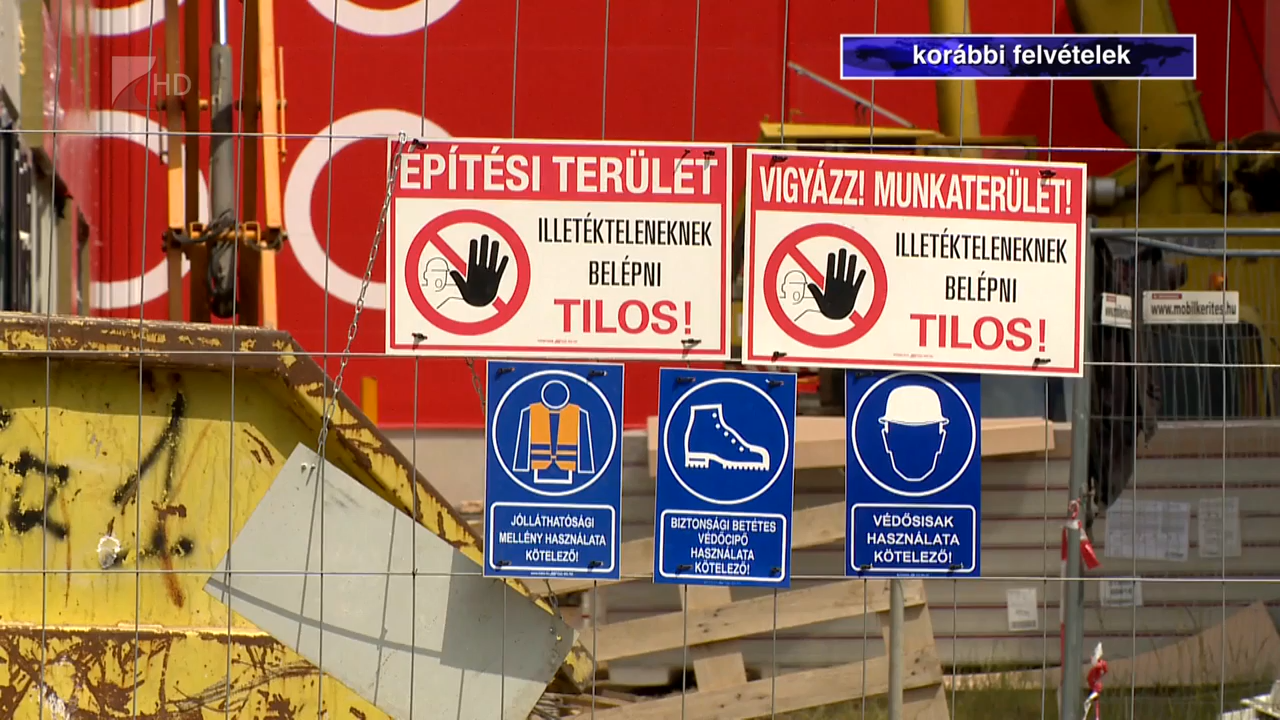 korábbi felvételek
HD
ÉPÍTÉSI TERÜLET
ILLETÉKTELENEKNEK
BELÉPNI
TILOS!
VIGYÁZZ! MUNKATERÜLET!
ILLETÉKTELENEKNEK
BELÉPNI
TILOS!
www.mobilkerites.hu
JÓLLÁTHATÓSÁGI
MELLÉNY HASZNÁLATA
KÖTELEZŐ!
BIZTONSÁGI BETÉTES
VÉDŐCIPŐ
HASZNÁLATA
KÖTELEZŐ!
VÉDŐSISAK
HASZNÁLATA
KÖTELEZŐ!